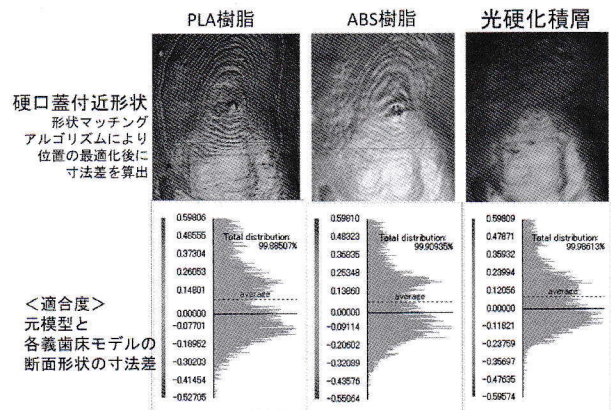 PLA樹脂
ABS樹脂
光硬化積層
硬口蓋付近形状
形状マッチング
アルゴリズムにより
位置の最適化後に
寸法差を算出
<適合度>
元模型と
各義歯床モデルの
断面形状の寸法差
0.59806
0.48555
0.37304
0.26053
0.14801
0.00000
-0.07701
-0.18952
-0.30203
-0.41454
-0.52705
Total distribution:
99.88507%
average
0.59810
0.48323
0.36835
0.25348
0.13860
0.00000
-0.09114
-0.20602
-0.32089
-0.43576
-0.55064
Total distribution:
99.90935%
average
0.59809
0.47871
0.35932
0.23994
0.12056
0.00000
-0.11821
-0.23759
-0.35697
-0.47635
-0.59574
Total distribution:
99.98613%
average